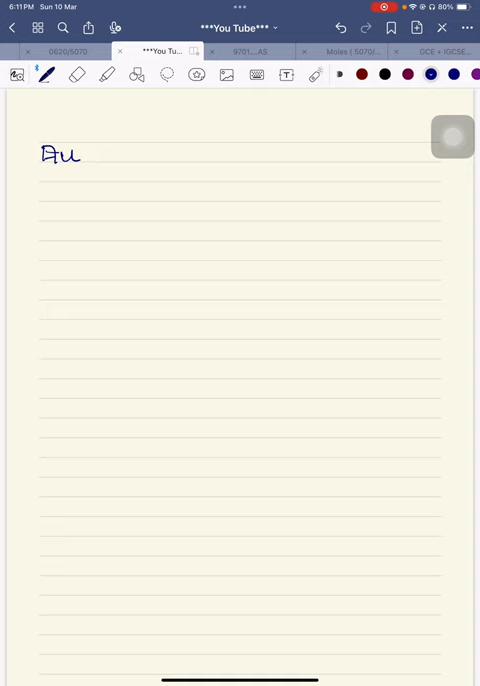 6:11 PM Sun 10 Mar
80%
***You Tube***
0620/5070
***You Tu...
9701....AS
Moles ( 5070/...
GCE + IGCSE...
T